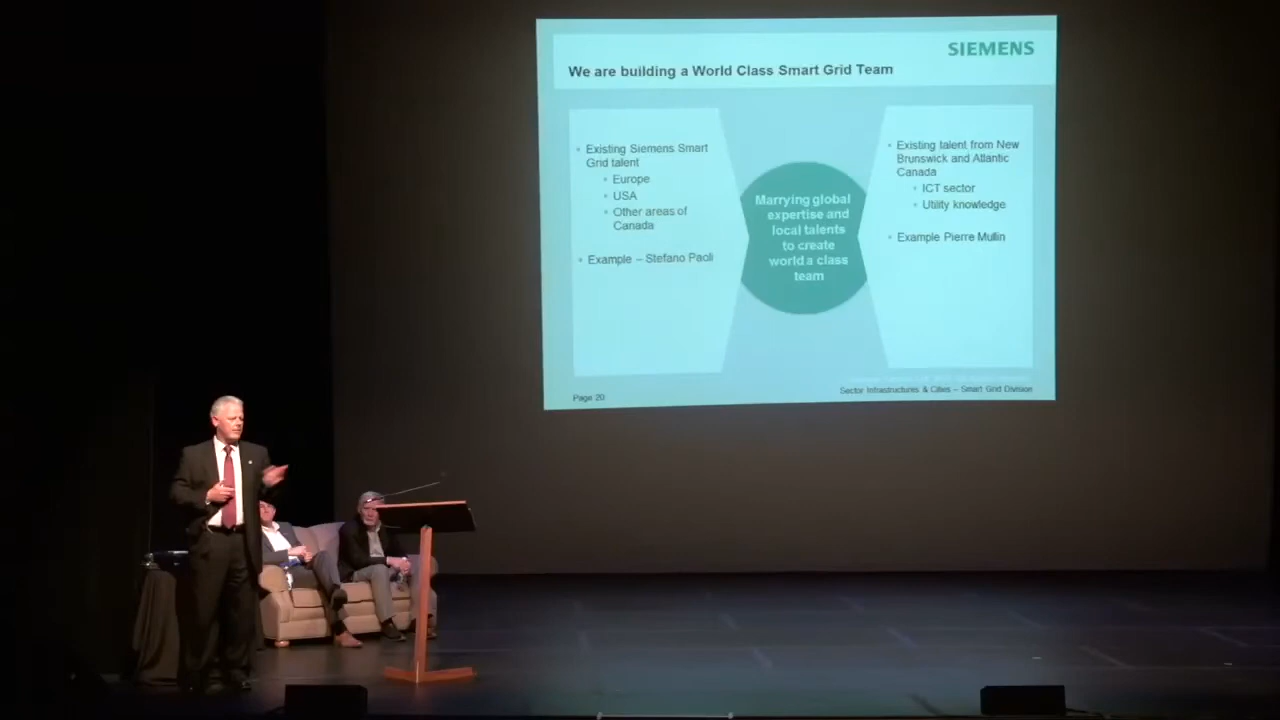 SIEMENS
We are building a World Class Smart Grid Team
• Existing Siemens Smart
Grid talent
• Europe
• USA
• Other areas of
Canada
• Example – Stefano Paoli
Marrying global
expertise and
local talents
to create
world a class
team
• Existing talent from New
Brunswick and Atlantic
Canada
• ICT sector
• Utility knowledge
• Example Pierre Mullin
Page 20
Sector Infrastructures & Cities – Smart Grid Division